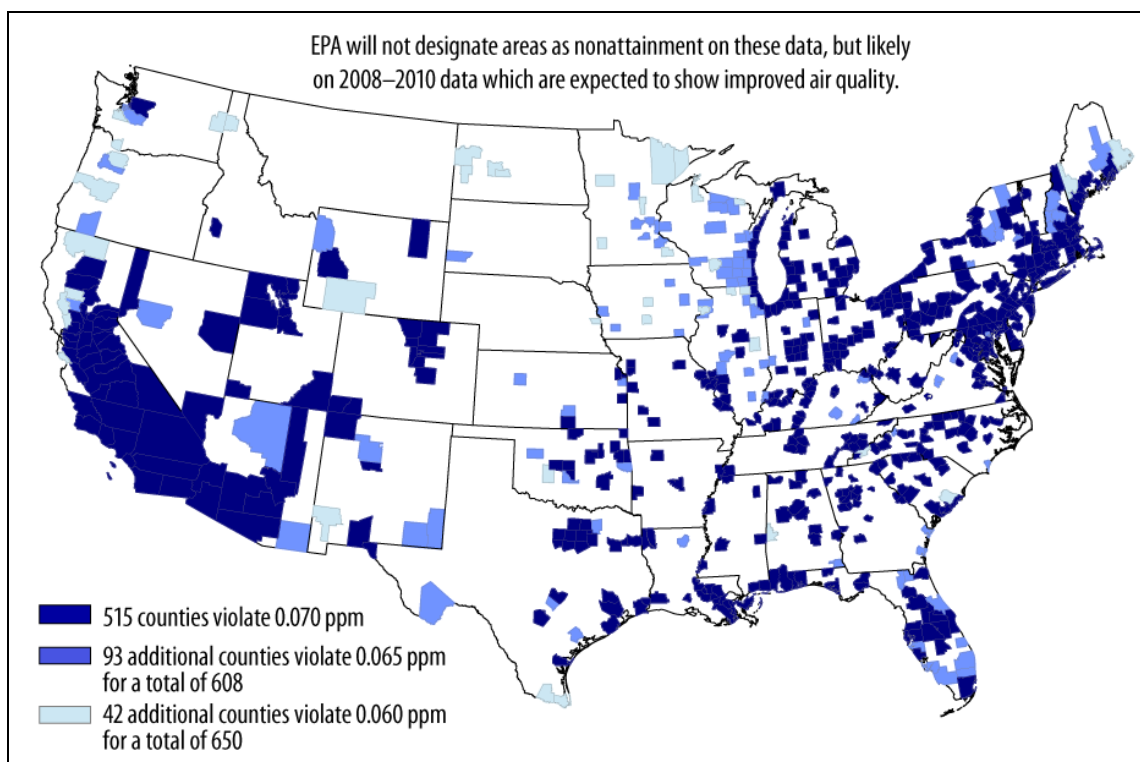 EPA will not designate areas as nonattainment on these data, but likely
on 2008–2010 data which are expected to show improved air quality.
515 counties violate 0.070 ppm
93 additional counties violate 0.065 ppm
for a total of 608
42 additional counties violate 0.060 ppm
for a total of 650